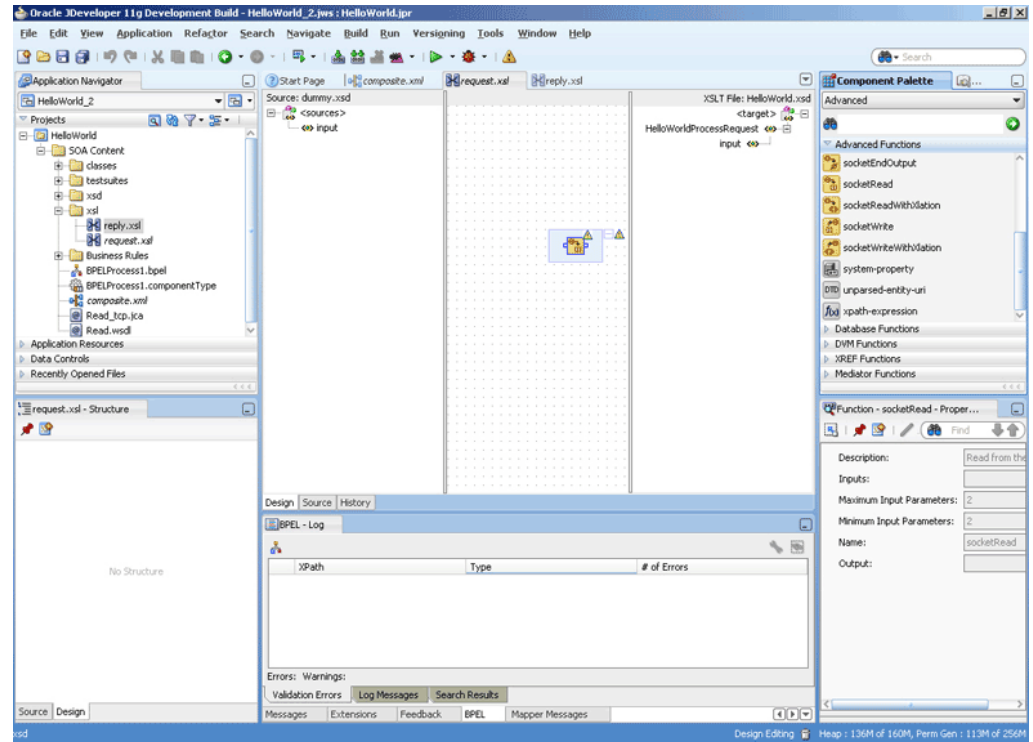 Oracle JDeveloper 11g Development Build - HelloWorld_2.jws : HelloWorld.jpr
File Edit View Application Refactor Search Navigate Build Run Versioning Tools Window Help
Search
Application Navigator
HelloWorld_2
Projects
HelloWorld
SOA Content
classes
testsuites
xsd
xsl
reply.xsl
request.xsl
Business Rules
BPELProcess1.bpel
BPELProcess1.componentType
composite.xml
Read_tcp.jca
Read.wsdl
Application Resources
Data Controls
Recently Opened Files
request.xsl - Structure
No Structure
Source Design
Start Page composite.xml request.xsl reply.xsl
Source: dummy.xsd XSLT File: HelloWorld.xsd
<sources> <target>
input HelloWorldProcessRequest
input
Design Source History
BPEL - Log
XPath Type # of Errors
Errors: Warnings:
Validation Errors Log Messages Search Results
Messages Extensions Feedback BPEL Mapper Messages
Component Palette
Advanced
Advanced Functions
socketEndOutput
socketRead
socketReadWithXlation
socketWrite
socketWriteWithXlation
system-property
DTD unparsed-entity-uri
f(x) xpath-expression
Database Functions
DVM Functions
XREF Functions
Mediator Functions
Function - socketRead - Proper...
Find
Description: Read from the
Inputs:
Maximum Input Parameters: 2
Minimum Input Parameters: 2
Name: socketRead
Output:
xsd Design Editing Heap : 136M of 160M, Perm Gen : 113M of 256M